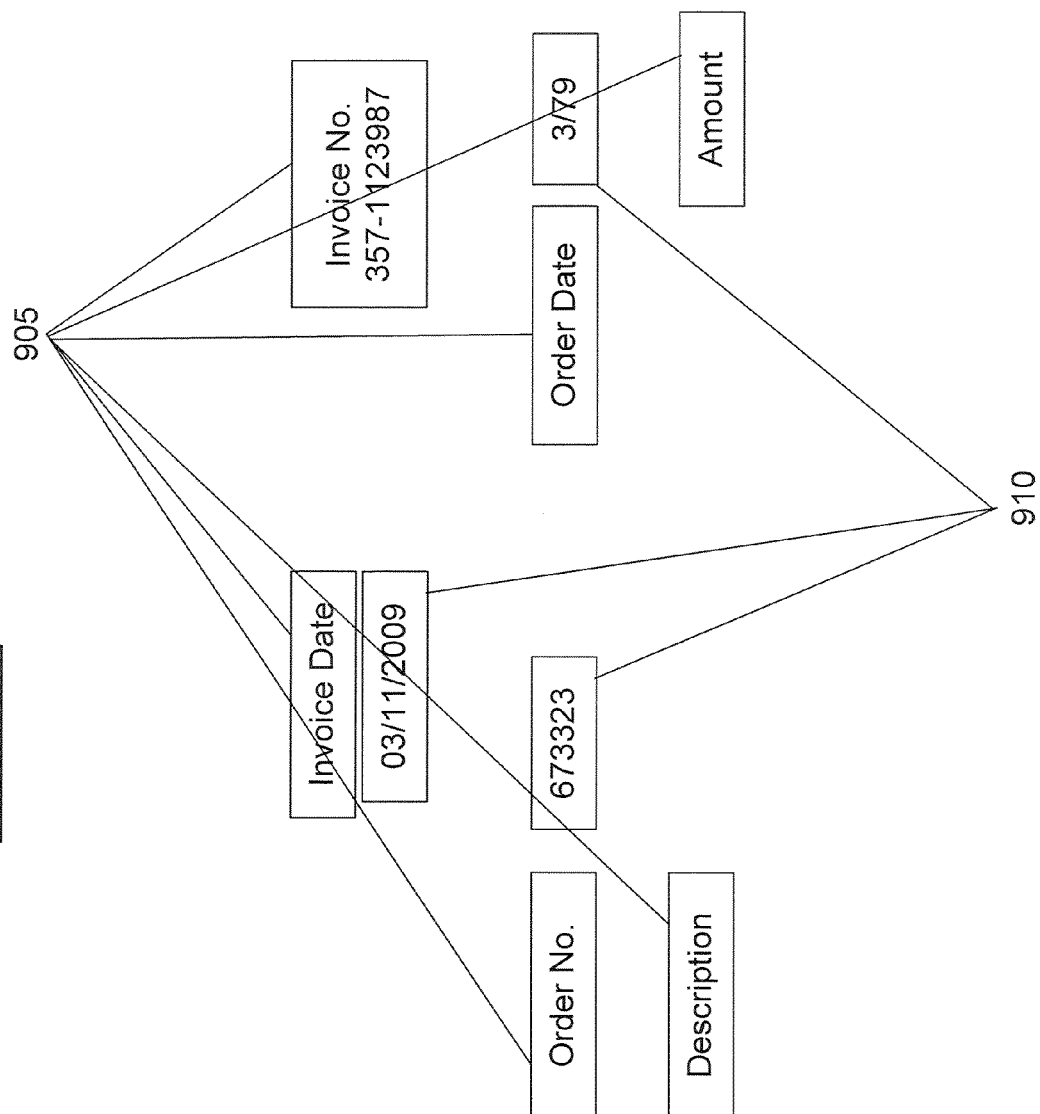 905
Invoice Date
03/11/2009
Invoice No.
357-1123987
Order No.
673323
Order Date
3/79
Description
Amount
910